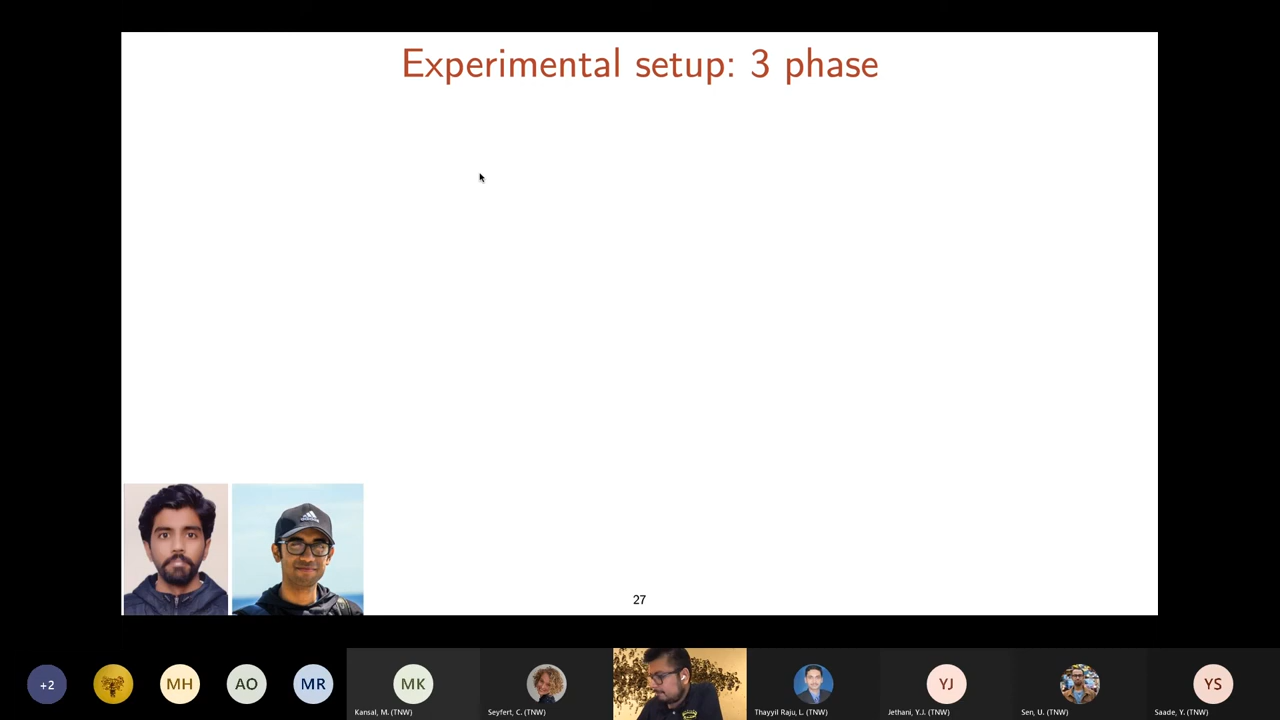 Experimental setup: 3 phase
27
+2
MH
AO
MR
MK
YJ
YS
Kansal, M. (TNW)
Seyfert, C. (TNW)
Thayyil Raju, L. (TNW)
Jethani, Y.J. (TNW)
Sen, U. (TNW)
Saade, Y. (TNW)